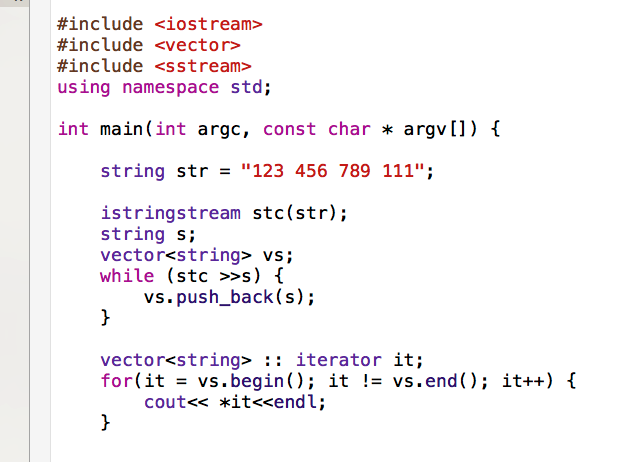 #include <iostream>
#include <vector>
#include <sstream>
using namespace std;
int main(int argc, const char * argv[]) {
string str = "123 456 789 111";
istringstream stc(str);
string s;
vector<string> vs;
while (stc >>s) {
vs.push_back(s);
}
vector<string> :: iterator it;
for(it = vs.begin(); it != vs.end(); it++) {
cout<< *it<<endl;
}